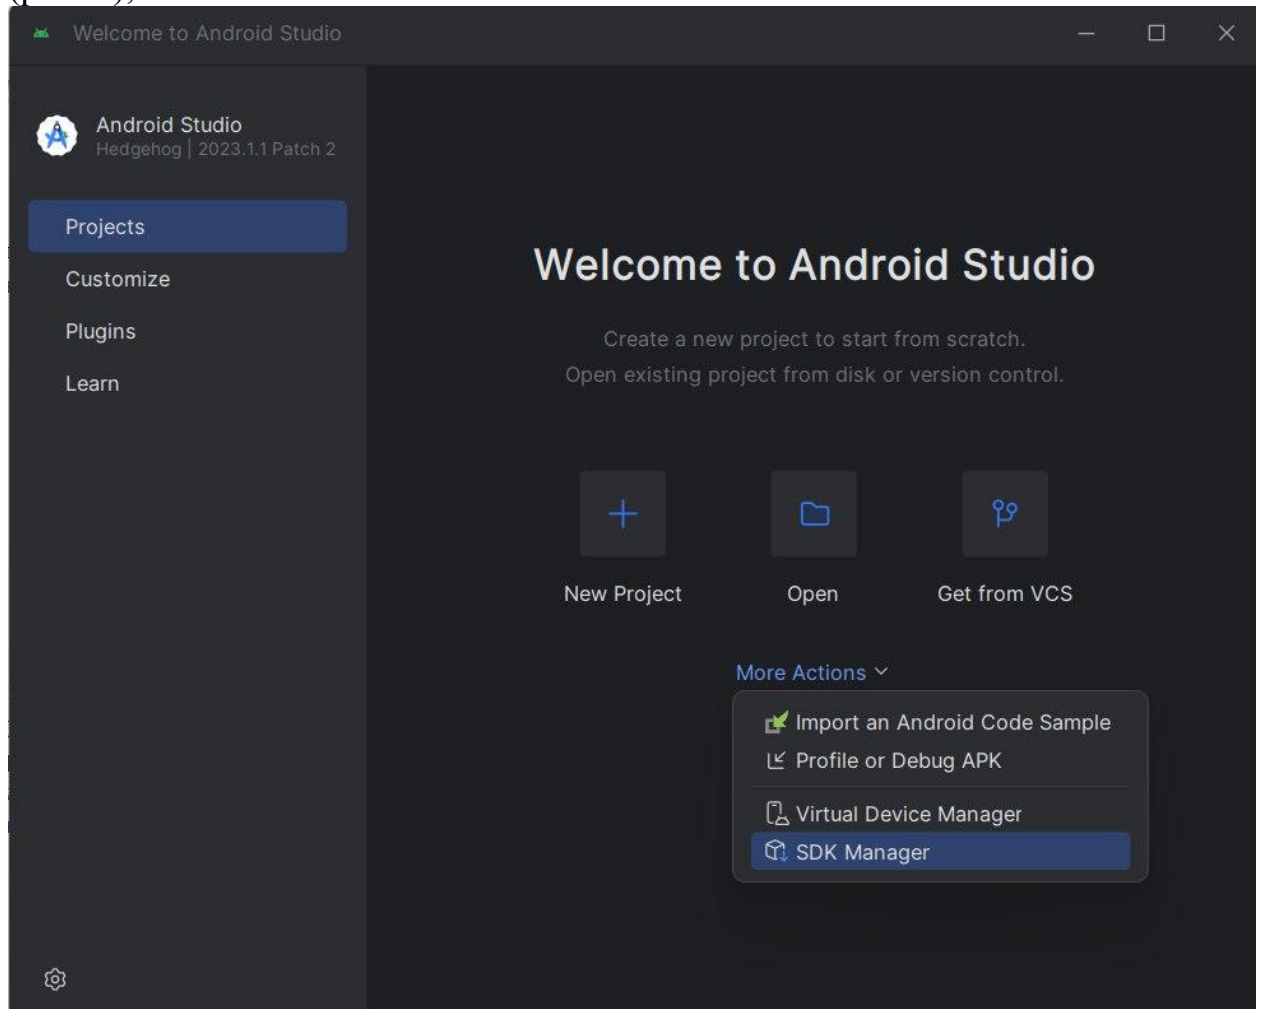 Welcome to Android Studio
Android Studio
Hedgehog | 2023.1.1 Patch 2
Projects
Customize
Plugins
Learn
Welcome to Android Studio
Create a new project to start from scratch.
Open existing project from disk or version control.
New Project
Open
Get from VCS
More Actions
Import an Android Code Sample
Profile or Debug APK
Virtual Device Manager
SDK Manager